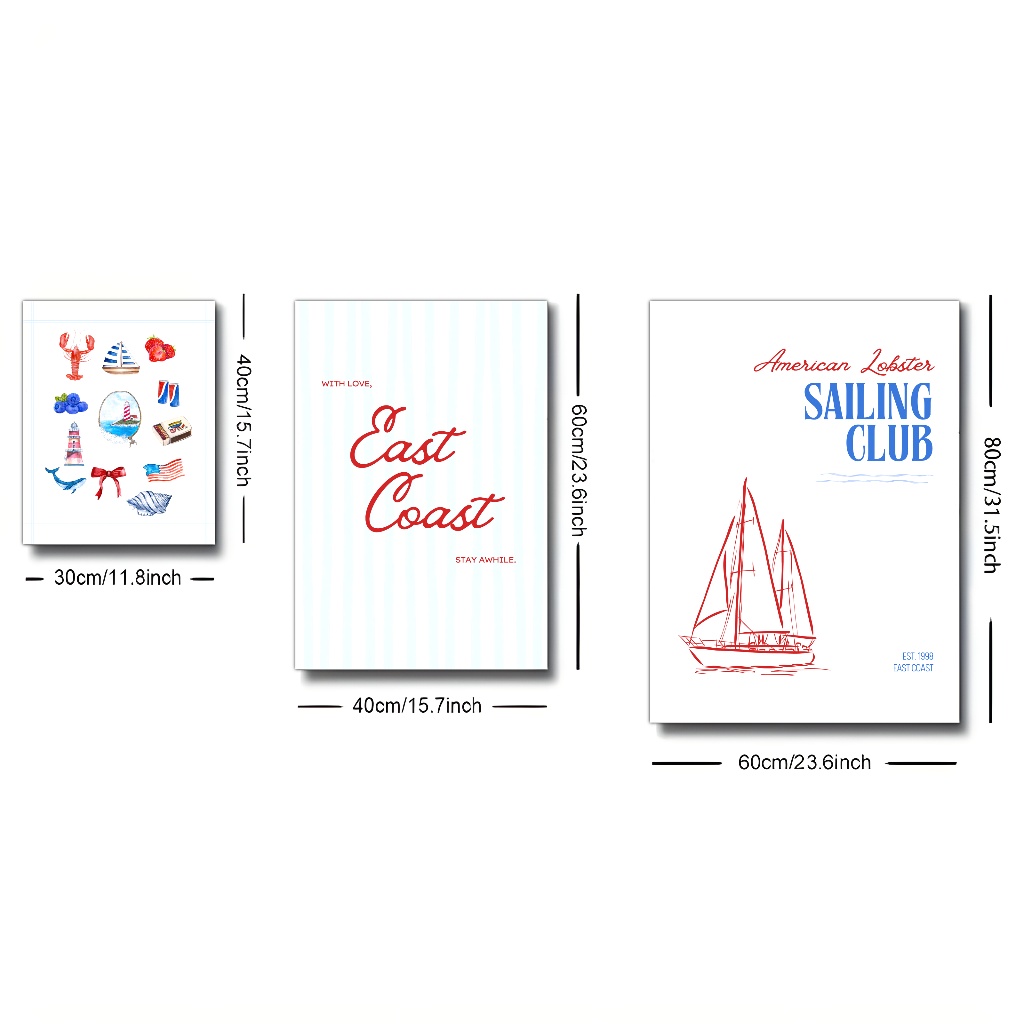 40cm/15.7inch
30cm/11.8inch
WITH LOVE,
East
Coast
STAY AWHILE.
60cm/23.6inch
40cm/15.7inch
American Lobster
SAILING
CLUB
EST. 1998
EAST COAST
80cm/31.5inch
60cm/23.6inch